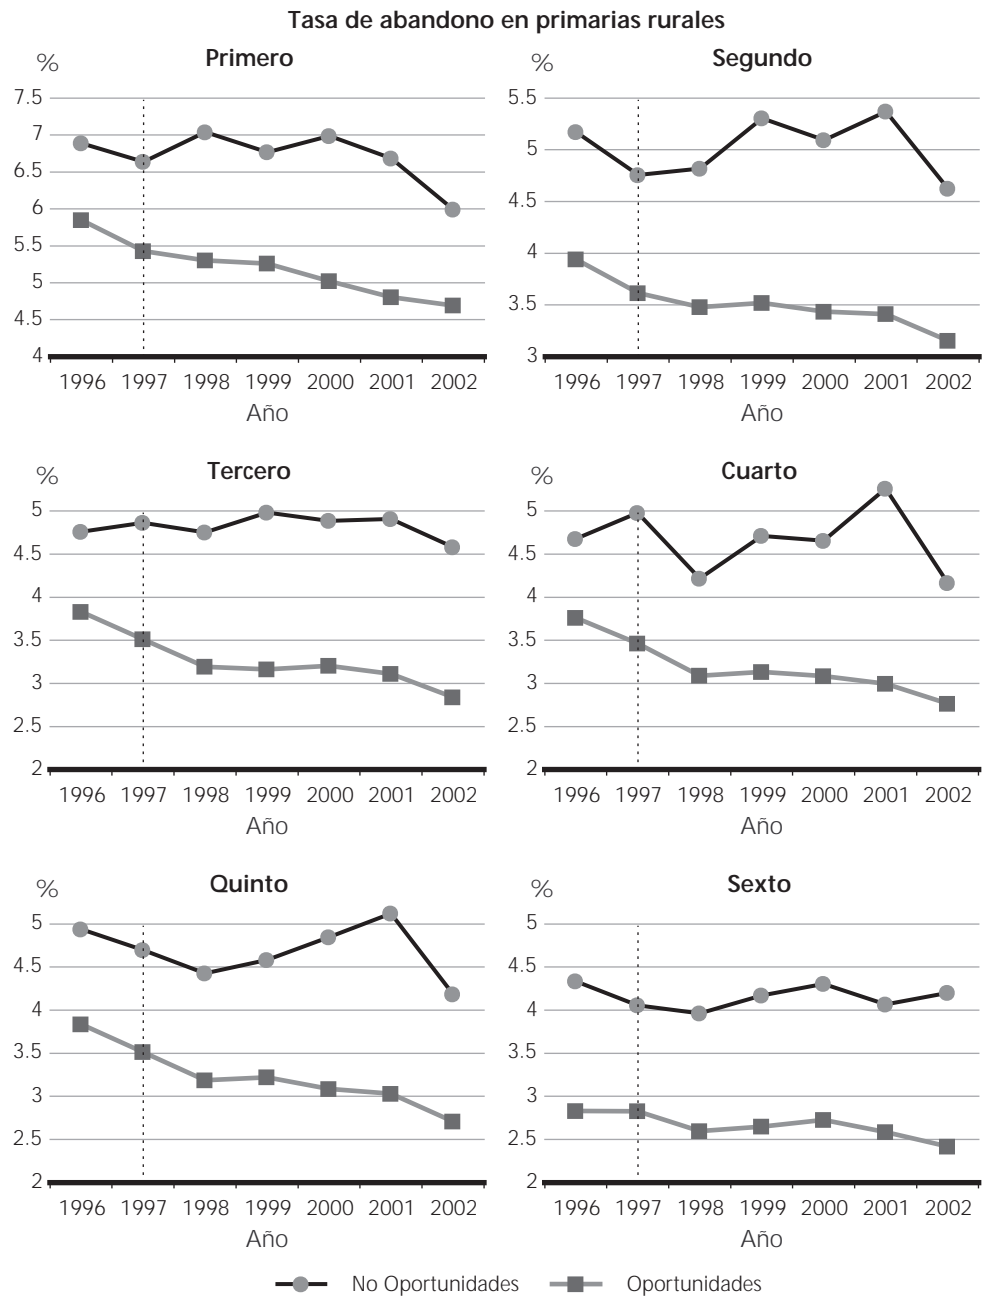 Tasa de abandono en primarias rurales
Primero
%
7.5
7
6.5
6
5.5
5
4.5
4
1996 1997 1998 1999 2000 2001 2002
Año
Segundo
%
5.5
5
4.5
4
3.5
3
1996 1997 1998 1999 2000 2001 2002
Año
Tercero
%
5
4.5
4
3.5
3
2.5
2
1996 1997 1998 1999 2000 2001 2002
Año
Cuarto
%
5
4.5
4
3.5
3
2.5
2
1996 1997 1998 1999 2000 2001 2002
Año
Quinto
%
5
4.5
4
3.5
3
2.5
2
1996 1997 1998 1999 2000 2001 2002
Año
Sexto
%
5
4.5
4
3.5
3
2.5
2
1996 1997 1998 1999 2000 2001 2002
Año
No Oportunidades Oportunidades